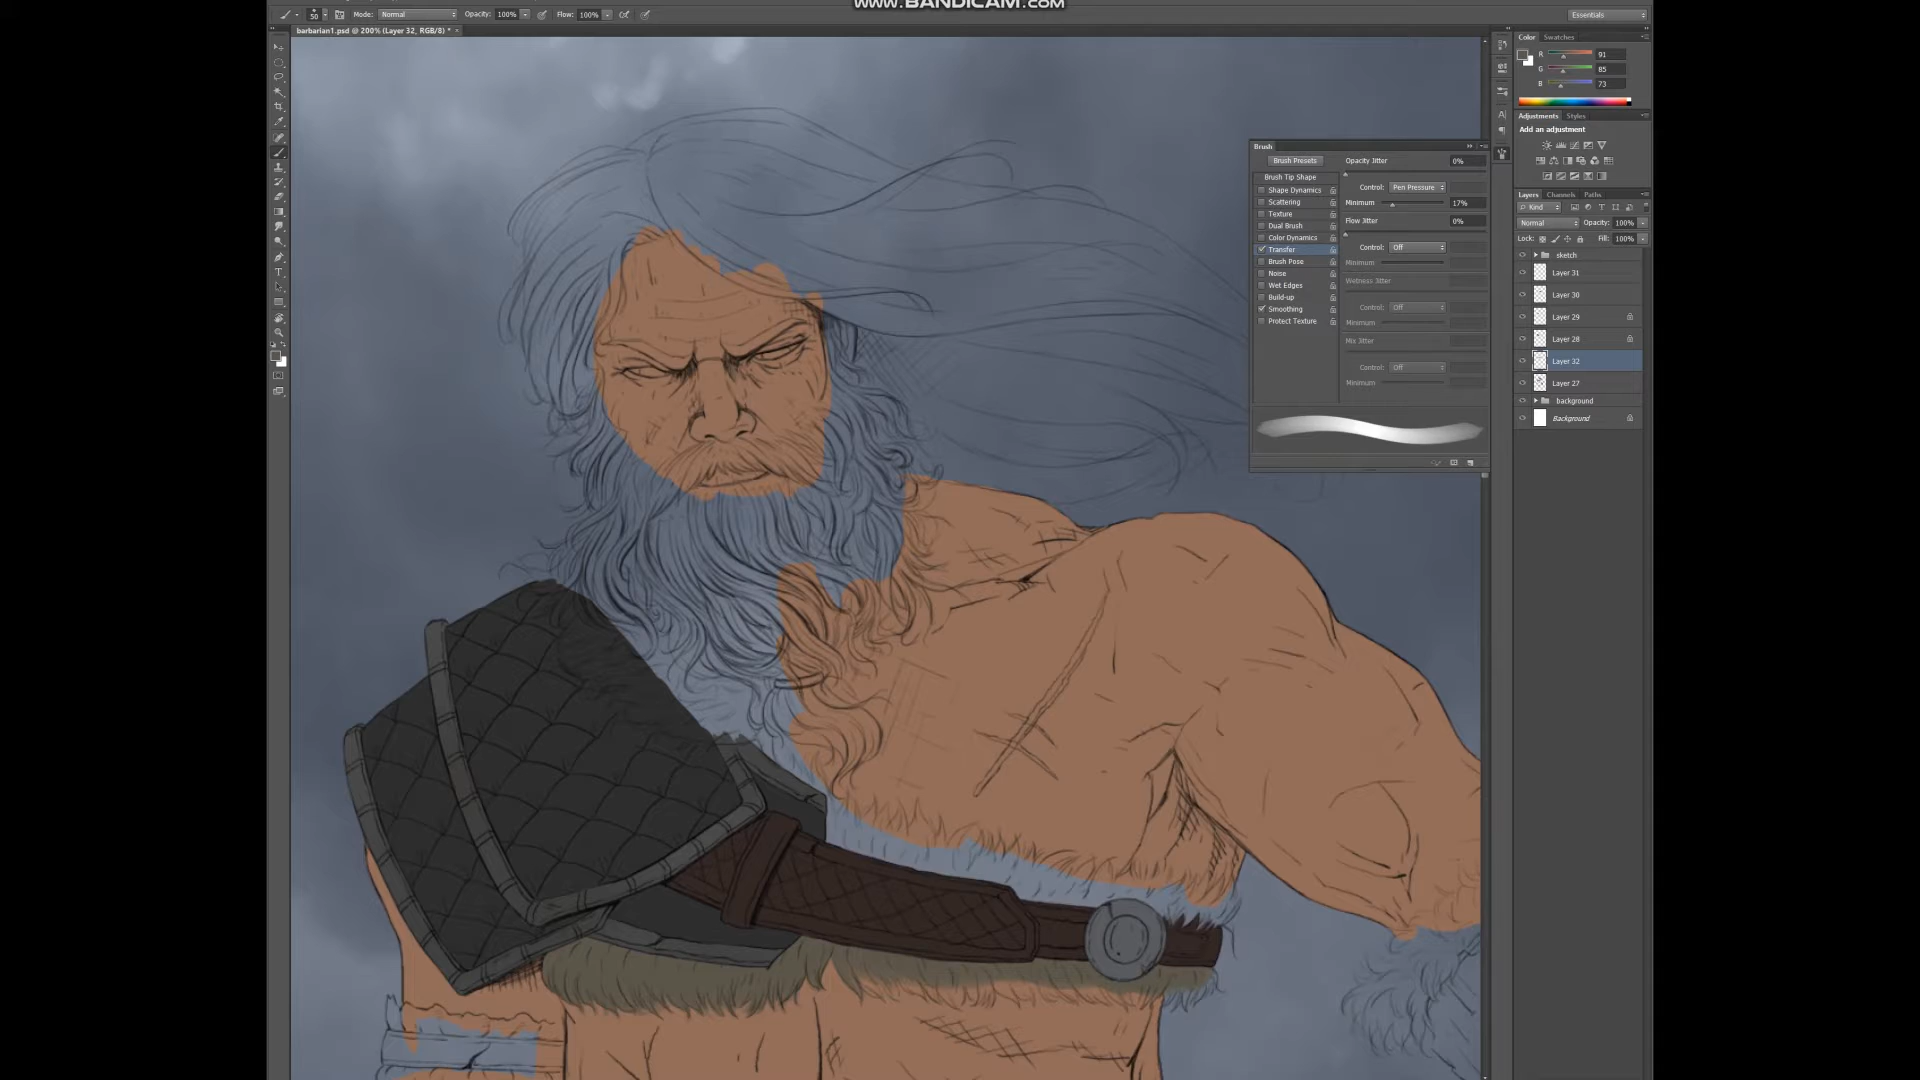 WWW.BANDICAM.COM
50 Mode: Normal Opacity: 100% Flow: 100% Essentials
barbarian1.psd @ 200% (Layer 32, RGB/8) * ×
Color Swatches
R 91
G 85
B 73
Adjustments Styles
Add an adjustment
Layers Channels Paths
Kind
Normal Opacity: 100%
Lock: Fill: 100%
sketch
Layer 31
Layer 30
Layer 29
Layer 28
Layer 32
Layer 27
background
Background
Brush
Brush Presets
Brush Tip Shape
Shape Dynamics
Scattering
Texture
Dual Brush
Color Dynamics
Transfer
Brush Pose
Noise
Wet Edges
Build-up
Smoothing
Protect Texture
Opacity Jitter 0%
Control: Pen Pressure
Minimum 17%
Flow Jitter 0%
Control: Off
Minimum
Wetness Jitter
Control: Off
Minimum
Mix Jitter
Control: Off
Minimum